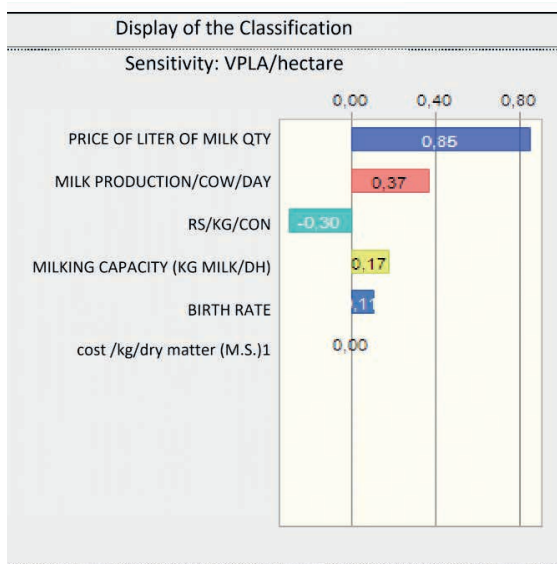 Display of the Classification
Sensitivity: VPLA/hectare
0,00 0,40 0,80
PRICE OF LITER OF MILK QTY 0,85
MILK PRODUCTION/COW/DAY 0,37
RS/KG/CON -0,30
MILKING CAPACITY (KG MILK/DH) 0,17
BIRTH RATE 0,11
cost /kg/dry matter (M.S.)1 0,00